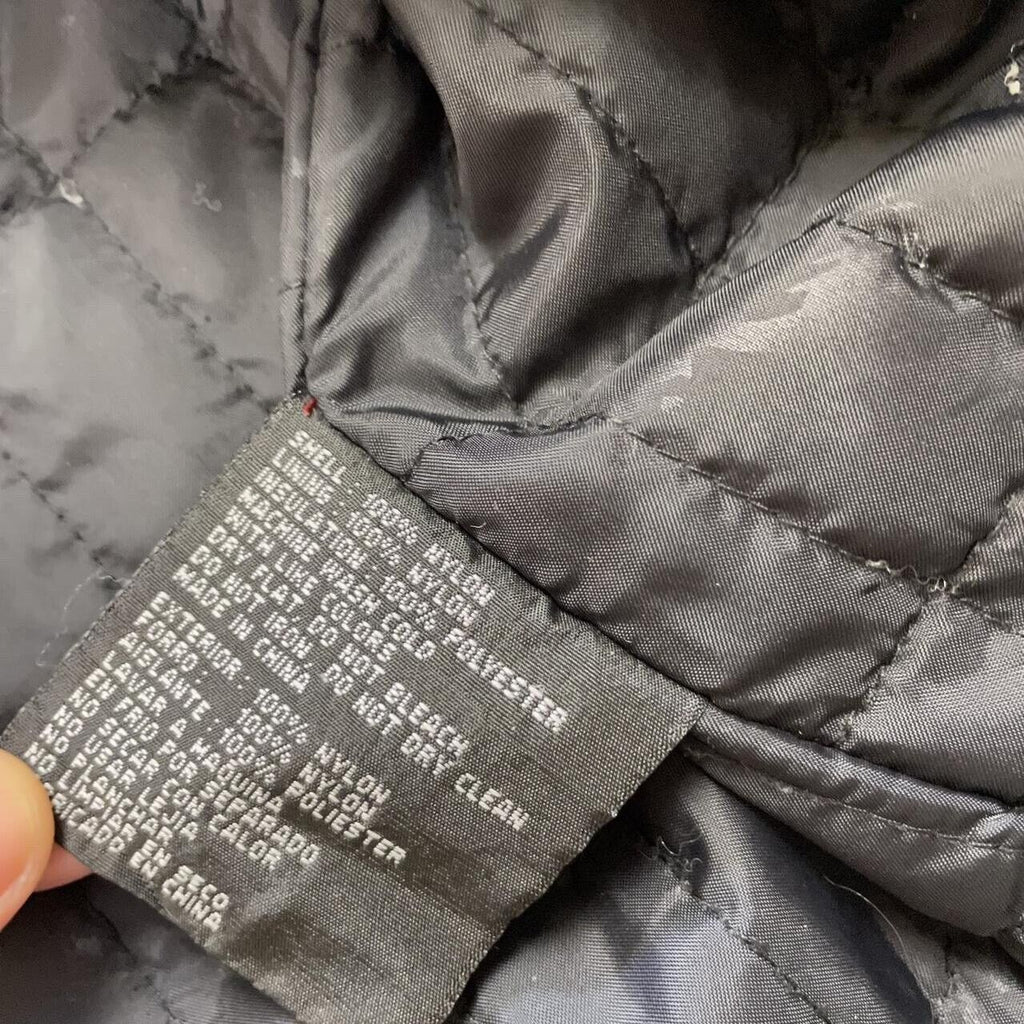 SHELL: 100% NYLON
LINING: 100% NYLON
INSULATION: 100% POLYESTER
MACHINE WASH COLD
WITH LIKE COLORS
DRY FLAT, DO NOT BLEACH
DO NOT IRON, DO NOT DRY CLEAN
MADE IN CHINA
EXTERIOR: 100% NYLON
FORRO: 100% NYLON
AISLANTE: 100% POLIESTER
LAVAR A MAQUINA
EN FRIO POR SEPARADO
NO SECAR CON CALOR
NO USAR LEJIA
NO PLANCHAR
NO LIMPIAR EN SECO
FABRICADO EN CHINA